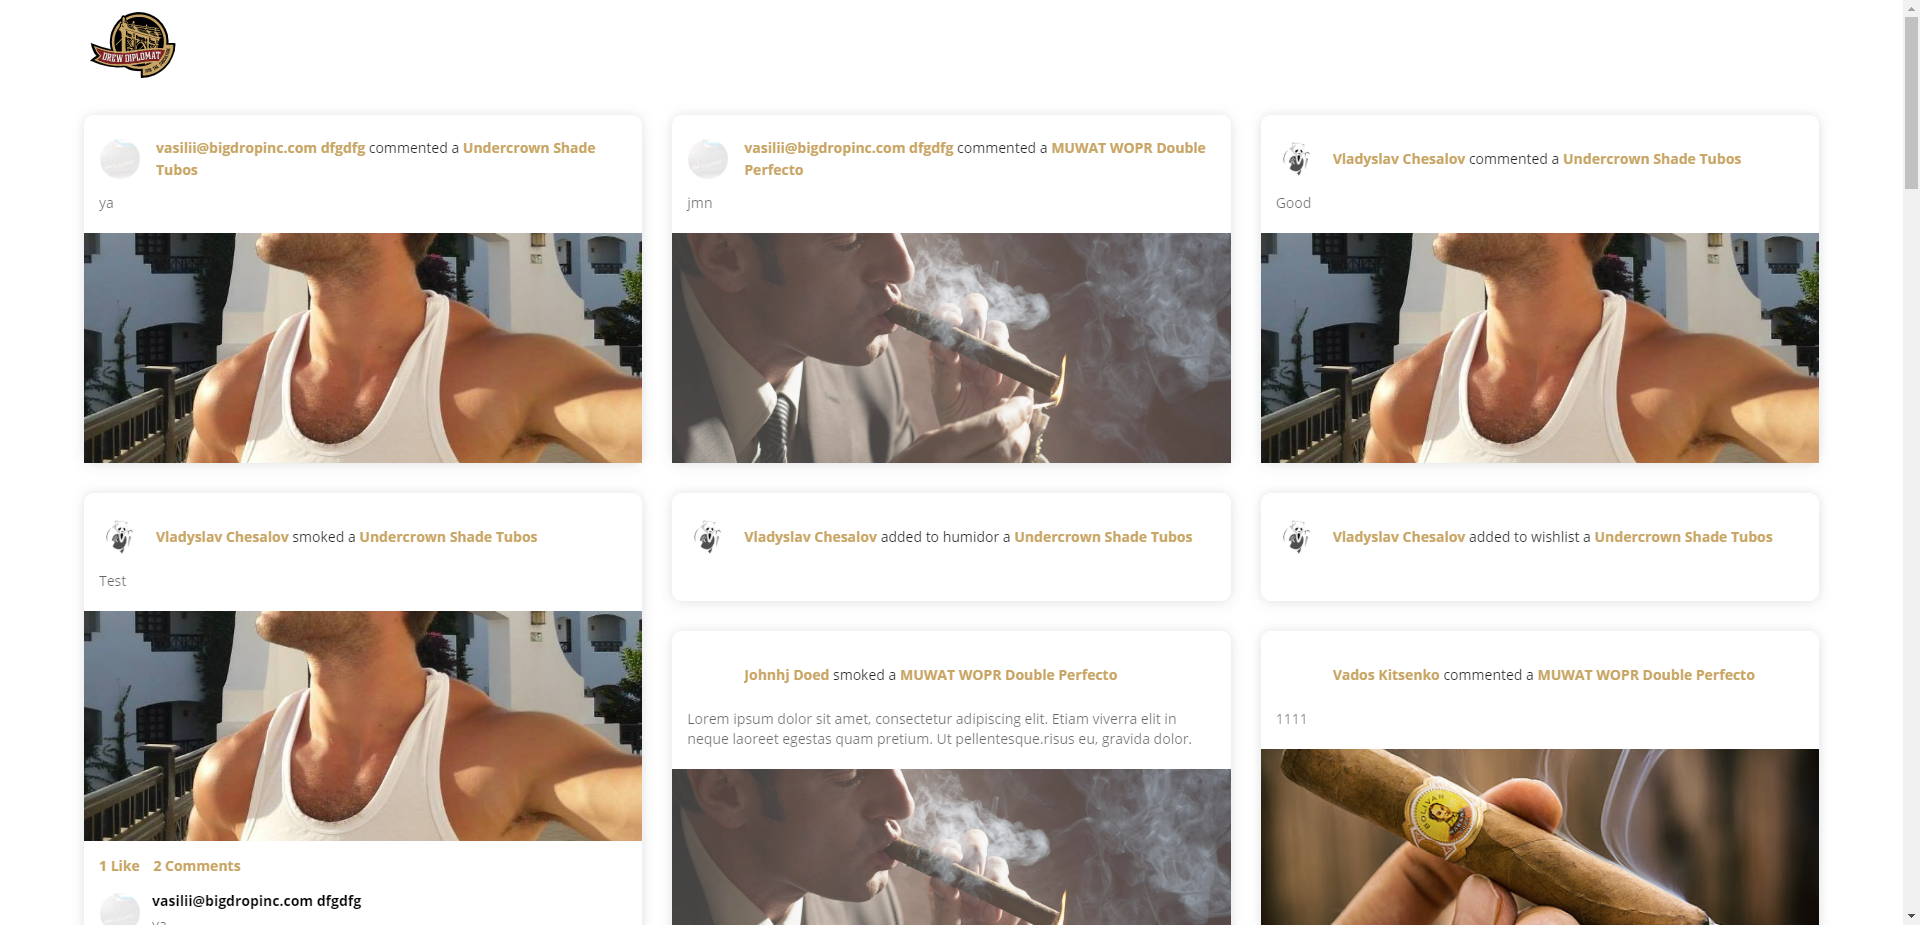 DREW DIPLOMAT
vasilii@bigdropinc.com dfgdfg commented a Undercrown Shade
Tubos
ya
vasilii@bigdropinc.com dfgdfg commented a MUWAT WOPR Double
Perfecto
jmn
Vladyslav Chesalov commented a Undercrown Shade Tubos
Good
Vladyslav Chesalov smoked a Undercrown Shade Tubos
Test
1 Like 2 Comments
vasilii@bigdropinc.com dfgdfg
ya
Vladyslav Chesalov added to humidor a Undercrown Shade Tubos
Vladyslav Chesalov added to wishlist a Undercrown Shade Tubos
Johnhj Doed smoked a MUWAT WOPR Double Perfecto
Lorem ipsum dolor sit amet, consectetur adipiscing elit. Etiam viverra elit in
neque laoreet egestas quam pretium. Ut pellentesque.risus eu, gravida dolor.
Vados Kitsenko commented a MUWAT WOPR Double Perfecto
1111
BOLIVAR